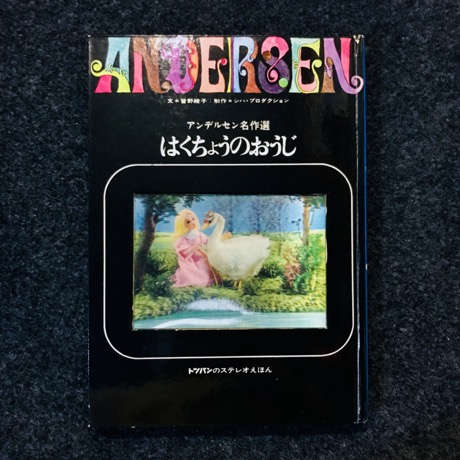 ANDERSEN
文＝曽野綾子｜制作＝シバ・プロダクション
アンデルセン名作選
はくちょうのおうじ
トッパンのステレオえほん